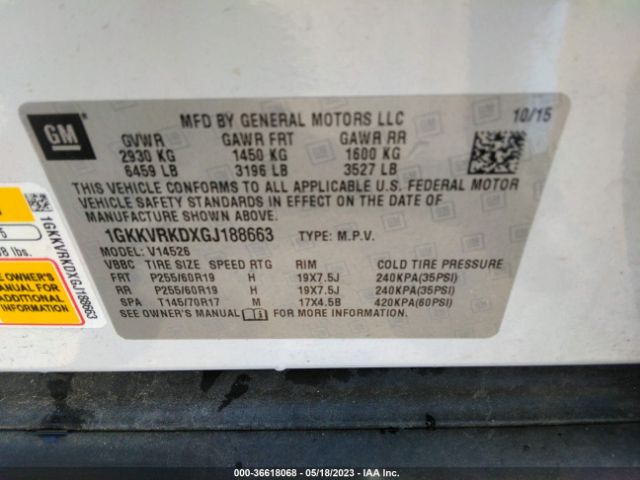 GM
MFD BY GENERAL MOTORS LLC 10/15
GVWR GAWR FRT GAWR RR
2930 KG 1450 KG 1600 KG
6459 LB 3196 LB 3527 LB
THIS VEHICLE CONFORMS TO ALL APPLICABLE U.S. FEDERAL MOTOR
VEHICLE SAFETY STANDARDS IN EFFECT ON THE DATE OF
MANUFACTURE SHOWN ABOVE.
1GKKVRKDXGJ188663 TYPE: M.P.V.
MODEL: V14526
VBBC TIRE SIZE SPEED RTG RIM COLD TIRE PRESSURE
FRT P255/60R19 H 19X7.5J 240KPA(35PSI)
RR P255/60R19 H 19X7.5J 240KPA(35PSI)
SPA T145/70R17 M 17X4.5B 420KPA(60PSI)
SEE OWNER'S MANUAL FOR MORE INFORMATION.
lbs.
1GKKVRKDXGJ188663
OWNER'S
MANUAL FOR
000-36618068 - 05/18/2023 - IAA Inc.